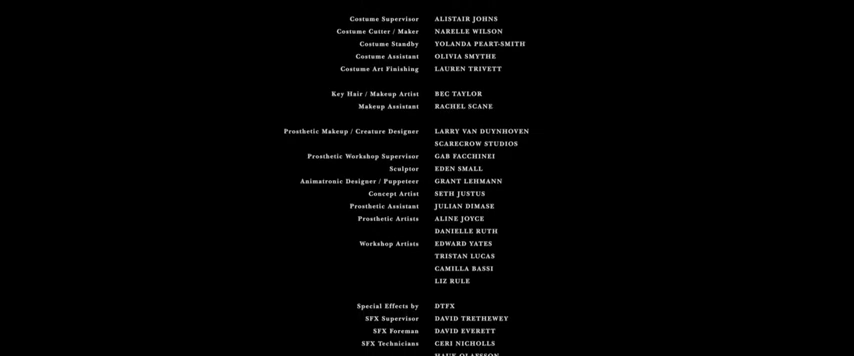 Costume Supervisor ALISTAIR JOHNS
Costume Cutter / Maker NARELLE WILSON
Costume Standby YOLANDA PEART-SMITH
Costume Assistant OLIVIA SMYTHE
Costume Art Finishing LAUREN TRIVETT
Key Hair / Makeup Artist BEC TAYLOR
Makeup Assistant RACHEL SCANE
Prosthetic Makeup / Creature Designer LARRY VAN DUYNHOVEN
SCARECROW STUDIOS
Prosthetic Workshop Supervisor GAB FACCHINEI
Sculptor EDEN SMALL
Animatronic Designer / Puppeteer GRANT LEHMANN
Concept Artist SETH JUSTUS
Prosthetic Assistant JULIAN DIMASE
Prosthetic Artists ALINE JOYCE
DANIELLE RUTH
Workshop Artists EDWARD YATES
TRISTAN LUCAS
CAMILLA BASSI
LIZ RULE
Special Effects by DTFX
SFX Supervisor DAVID TRETHEWEY
SFX Foreman DAVID EVERETT
SFX Technicians CERI NICHOLLS